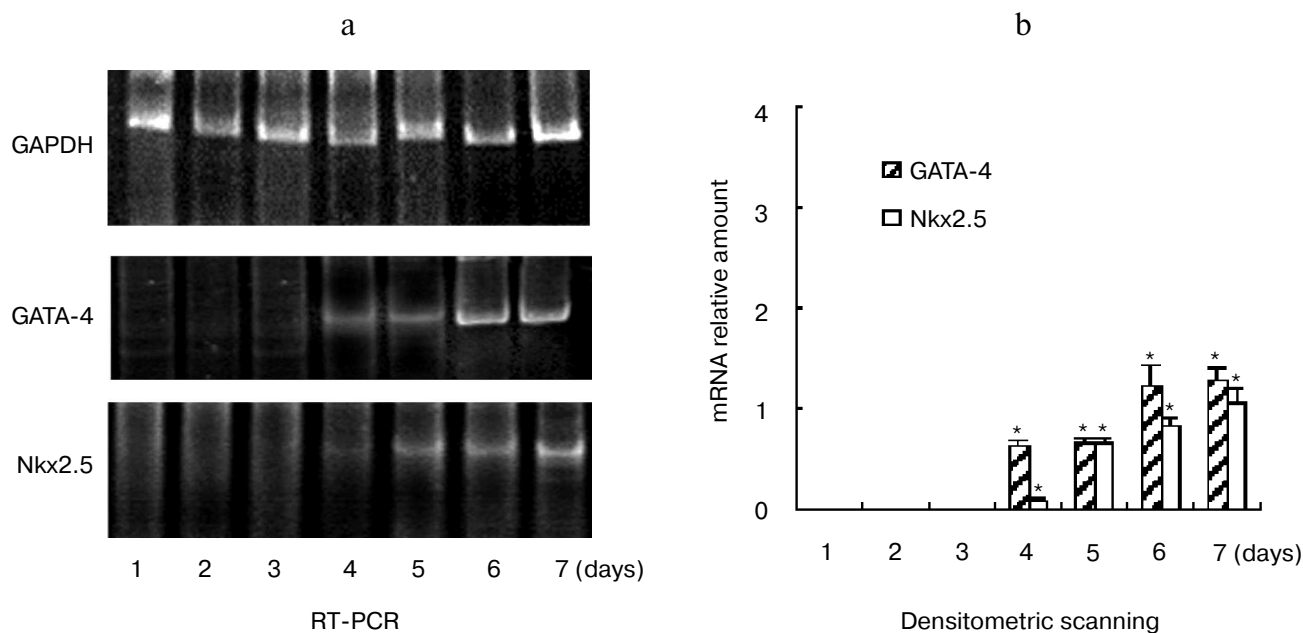 a
GAPDH
GATA-4
Nkx2.5
1 2 3 4 5 6 7 (days)
RT-PCR
b
mRNA relative amount
4
3
2
1
0
GATA-4
Nkx2.5
* * * * * * * *
1 2 3 4 5 6 7 (days)
Densitometric scanning